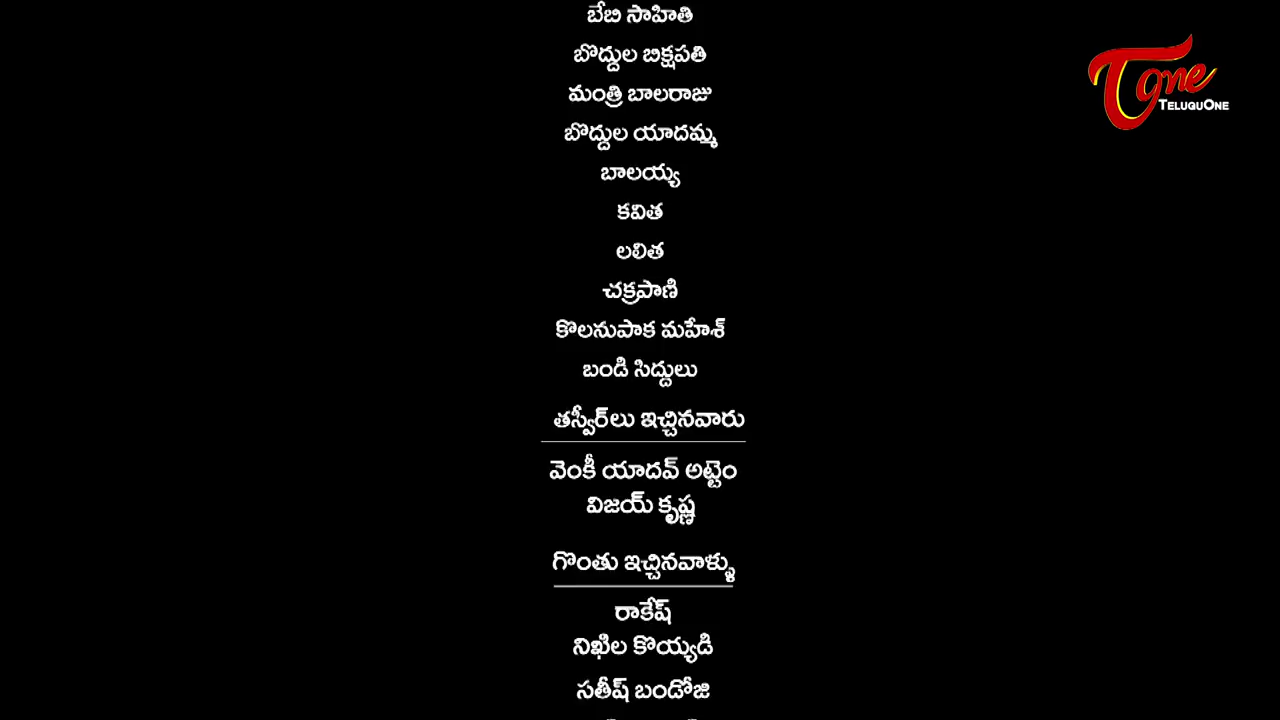 బేబి సాహితి
బొద్దుల బిక్షపతి
మంత్రి బాలరాజు
బొద్దుల యాదమ్మ
బాలయ్య
కవిత
లలిత
చక్రపాణి
కొలనుపాక మహేశ్
బండి సిద్దులు
తస్వీర్‌లు ఇచ్చినవారు
వెంకీ యాదవ్ అట్టెం
విజయ్ కృష్ణ
గొంతు ఇచ్చినవాళ్ళు
రాకేష్
నిఖిల కొయ్యడి
సతీష్ బండోజి
Tone
TELUGUONE